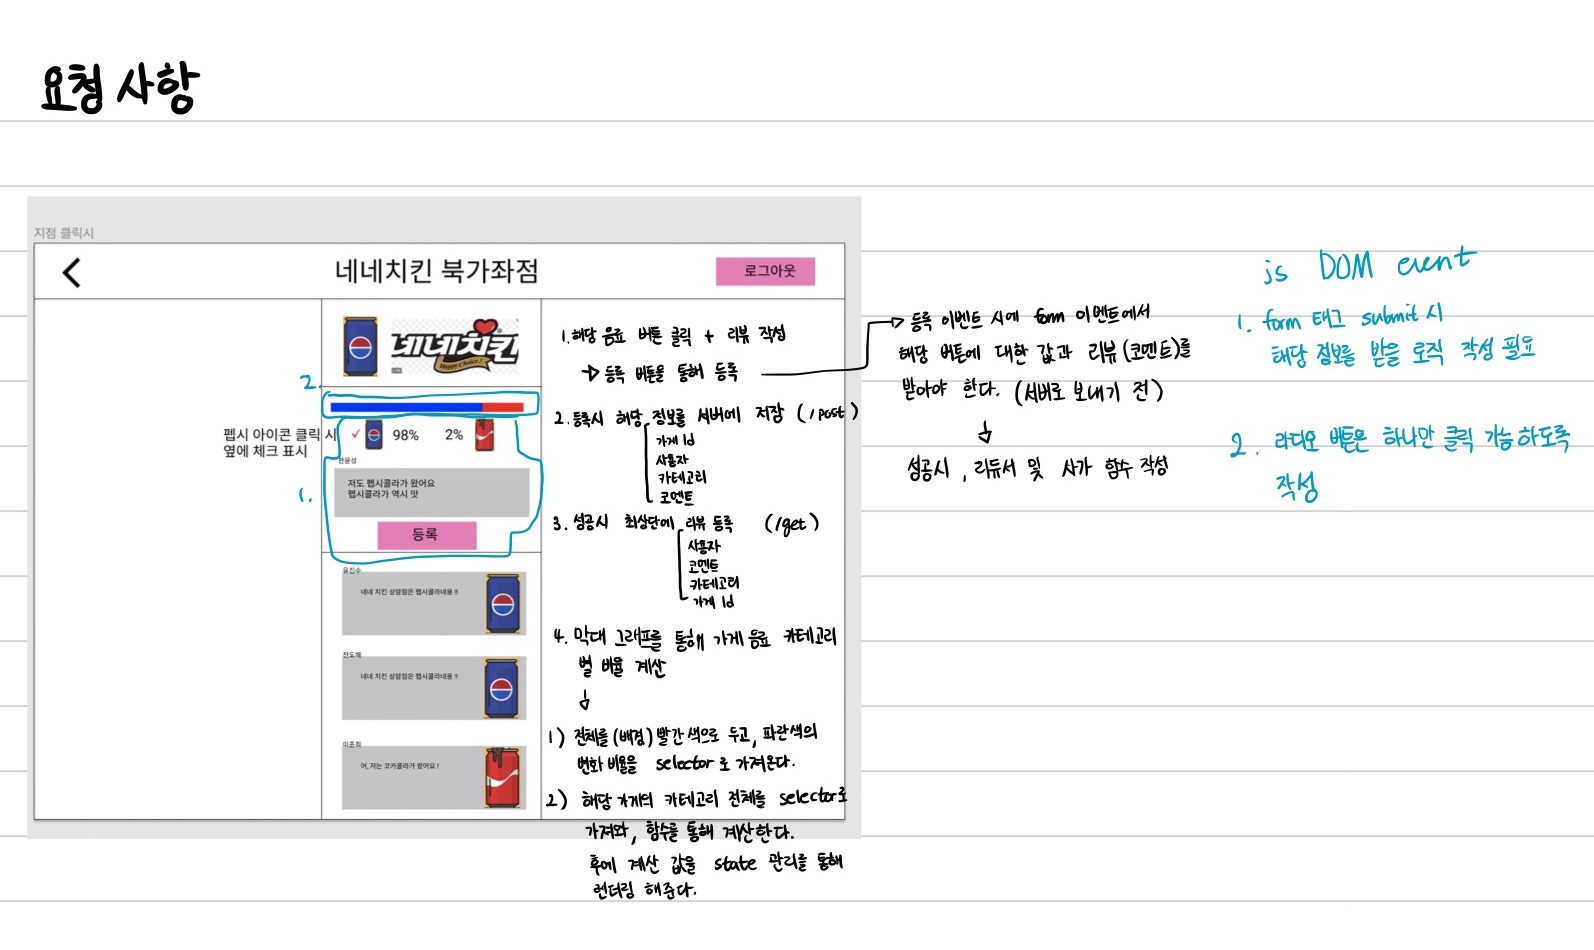 요청 사항
지점 클릭시
네네치킨 북가좌점
로그아웃
네네치킨
Happy Choice!
2.
펩시 아이콘 클릭 시
옆에 체크 표시
98%
2%
1.
저도 펩시콜라가 왔어요
펩시콜라가 역시 맛
등록
유진수
네네 치킨 상암점은 펩시콜라네용 !!
전도해
네네 치킨 상암점은 펩시콜라네용 !!
이준희
어, 저는 코카콜라가 왔어요 !
1. 해당 음료 버튼 클릭 + 리뷰 작성
→ 등록 버튼을 통해 등록
2. 등록시 해당 정보를 서버에 저장 (/post)
가게 id
사용자
카테고리
코멘트
3. 성공시 최상단에 리뷰 등록 (/get)
사용자
코멘트
카테고리
가게 id
4. 막대 그래프를 통해 가게 음료 카테고리
별 비율 계산
1) 전체를 (배경) 빨간색으로 두고, 파란색의
변화 비율을 selector로 가져온다.
2) 해당 가게의 카테고리 전체를 selector로
가져와, 함수를 통해 계산한다.
후에 계산 값을 state 관리를 통해
렌더링 해준다.
등록 이벤트 시에 form 이벤트에서
해당 버튼에 대한 값과 리뷰 (코멘트)를
받아야 한다. (서버로 보내기 전)
성공시, 리듀서 및 사가 함수 작성
js DOM event
1. form 태그 submit 시
해당 정보를 받을 로직 작성 필요
2. 라디오 버튼은 하나만 클릭 가능하도록
작성